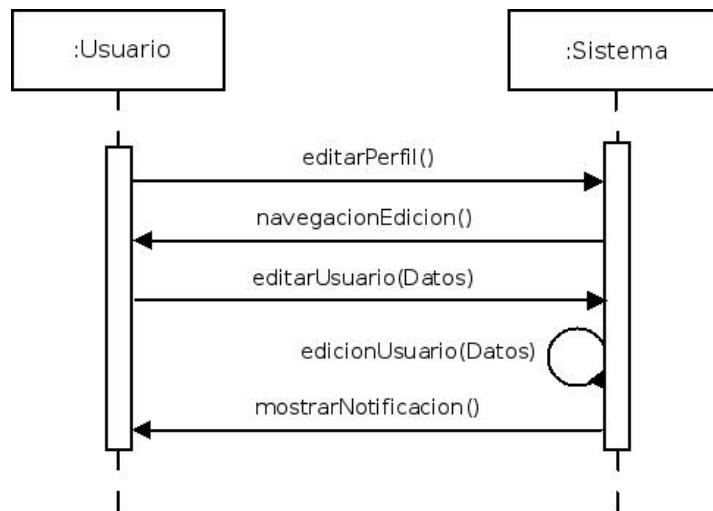 :Usuario
:Sistema
editarPerfil()
navegacionEdicion()
editarUsuario(Datos)
edicionUsuario(Datos)
mostrarNotificacion()